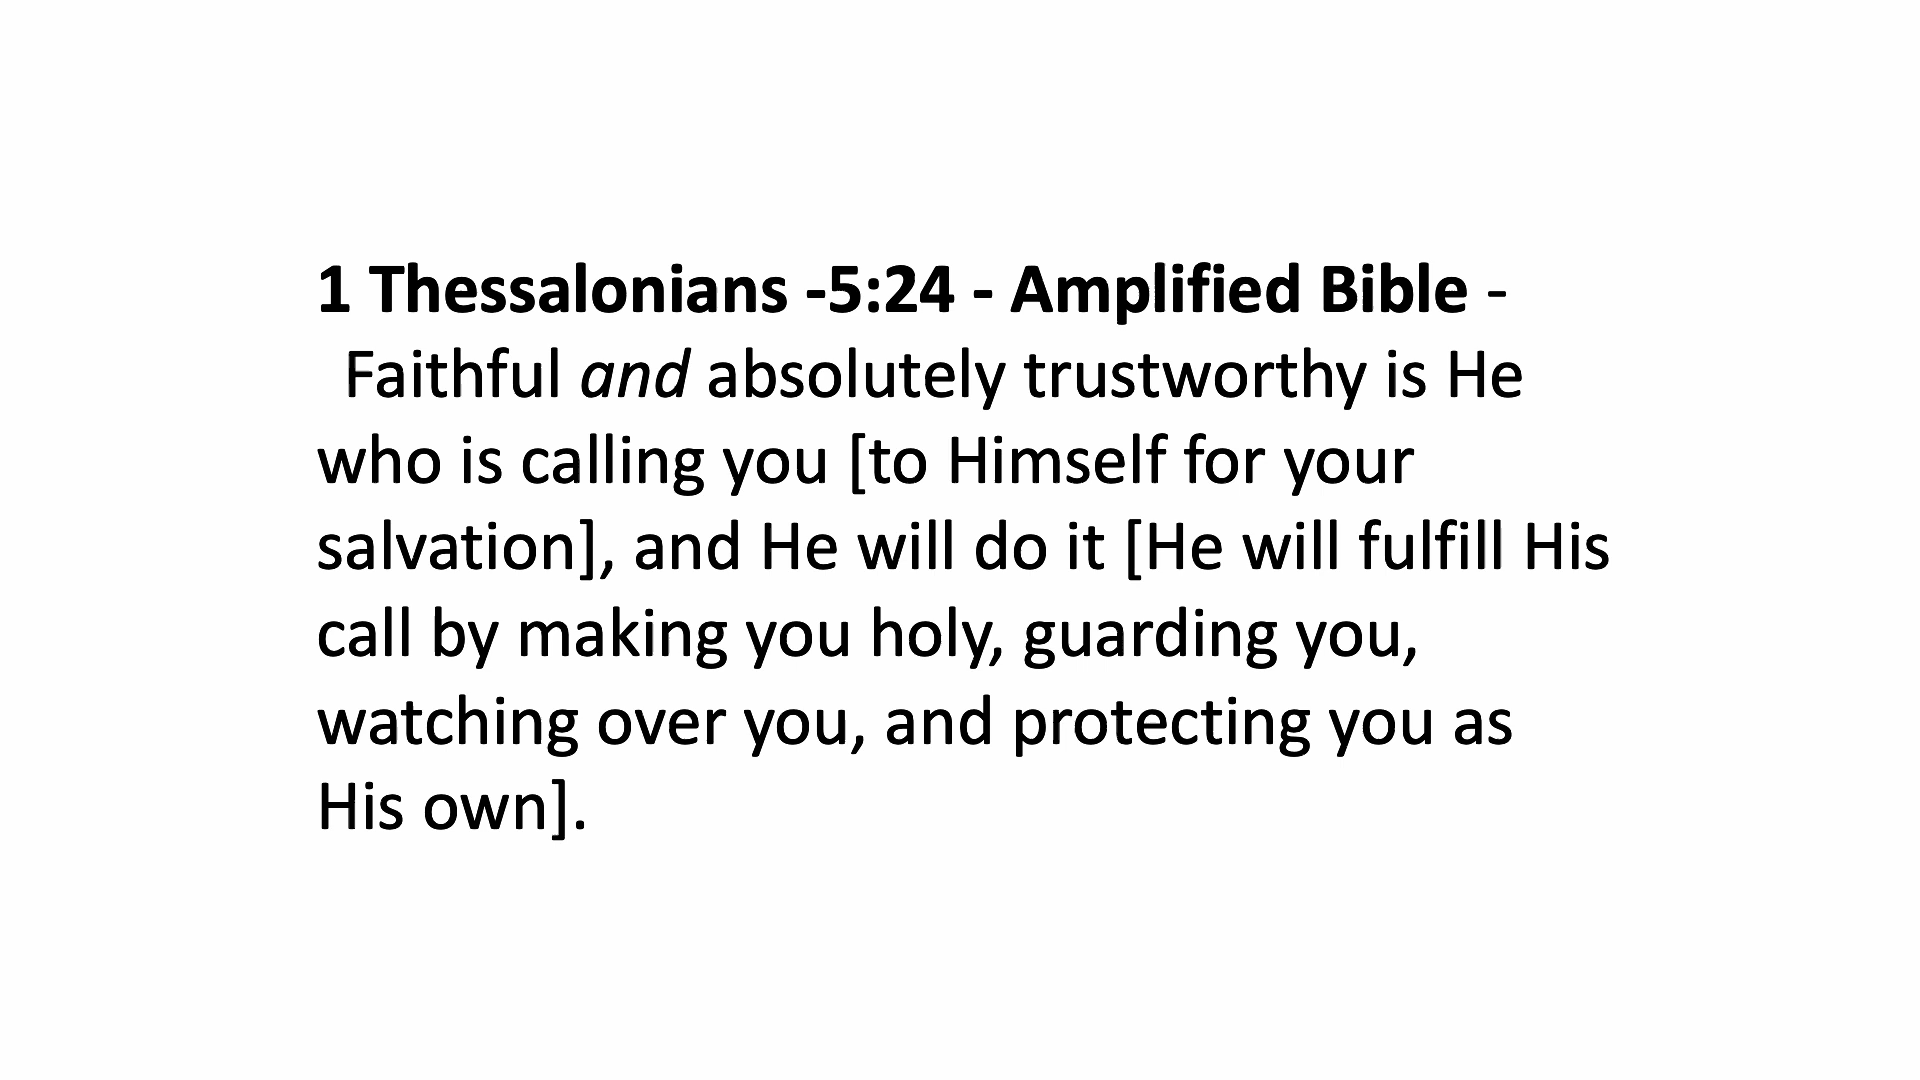 1 Thessalonians -5:24 - Amplified Bible -
Faithful and absolutely trustworthy is He
who is calling you [to Himself for your
salvation], and He will do it [He will fulfill His
call by making you holy, guarding you,
watching over you, and protecting you as
His own].